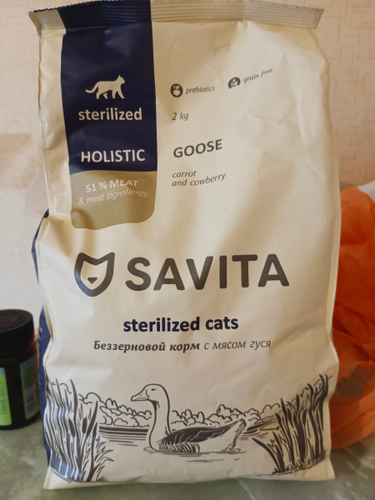 sterilized
prebiotics
grain free
2 kg
HOLISTIC
GOOSE
51 % MEAT
& meat ingredients
carrot
and cowberry
SAVITA
sterilized cats
Беззерновой корм с мясом гуся